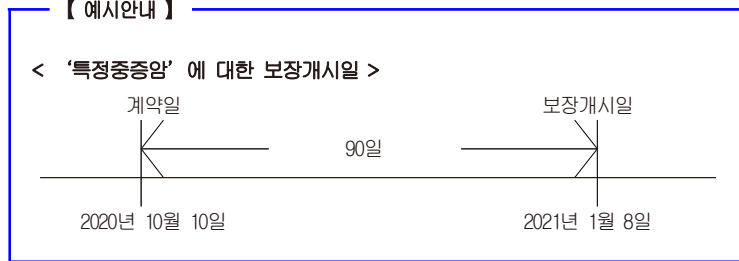 【 예시안내 】
< ‘특정중증암’ 에 대한 보장개시일 >
계약일 보장개시일
90일
2020년 10월 10일 2021년 1월 8일